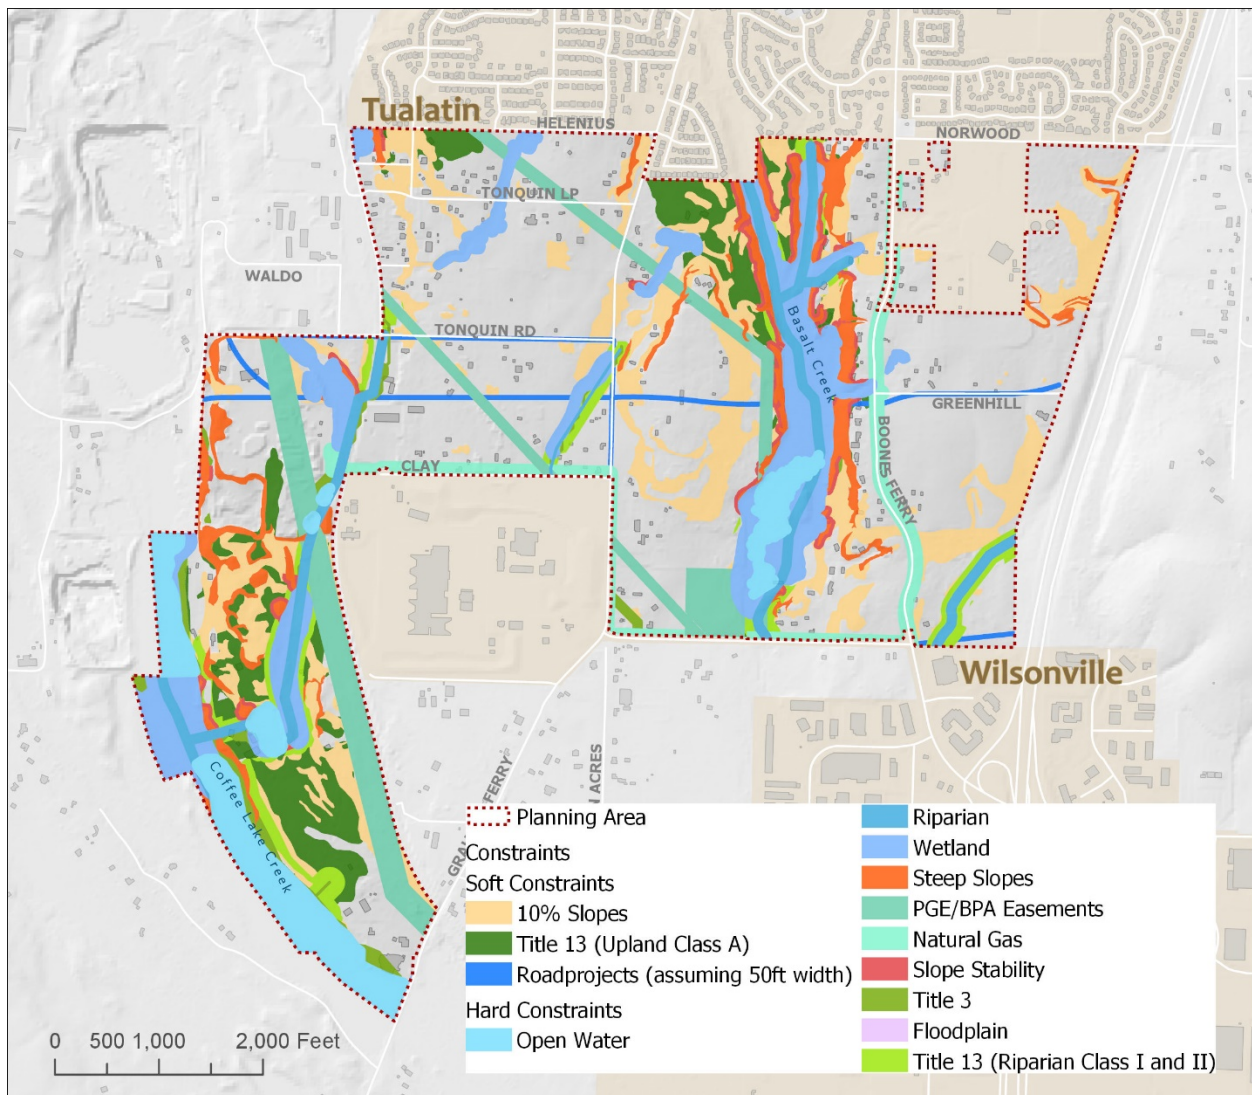 Tualatin
HELENIUS
NORWOOD
TONQUIN LP
WALDO
TONQUIN RD
Basalt Creek
GREENHILL
CLAY
BOONES FERRY
Wilsonville
Coffee Lake Creek
FERRY
ACRES
Planning Area
Constraints
Soft Constraints
10% Slopes
Title 13 (Upland Class A)
Roadprojects (assuming 50ft width)
Hard Constraints
Open Water
Riparian
Wetland
Steep Slopes
PGE/BPA Easements
Natural Gas
Slope Stability
Title 3
Floodplain
Title 13 (Riparian Class I and II)
0 500 1,000 2,000 Feet